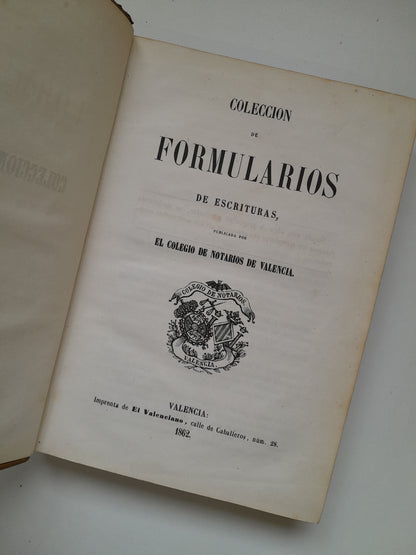 COLECCION
DE
FORMULARIOS
DE ESCRITURAS,
PUBLICADA POR
EL COLEGIO DE NOTARIOS DE VALENCIA.
COLEGIO DE NOTARIOS.
VALENCIA.
VALENCIA:
Imprenta de El Valenciano, calle de Caballeros, núm. 28.
1862.